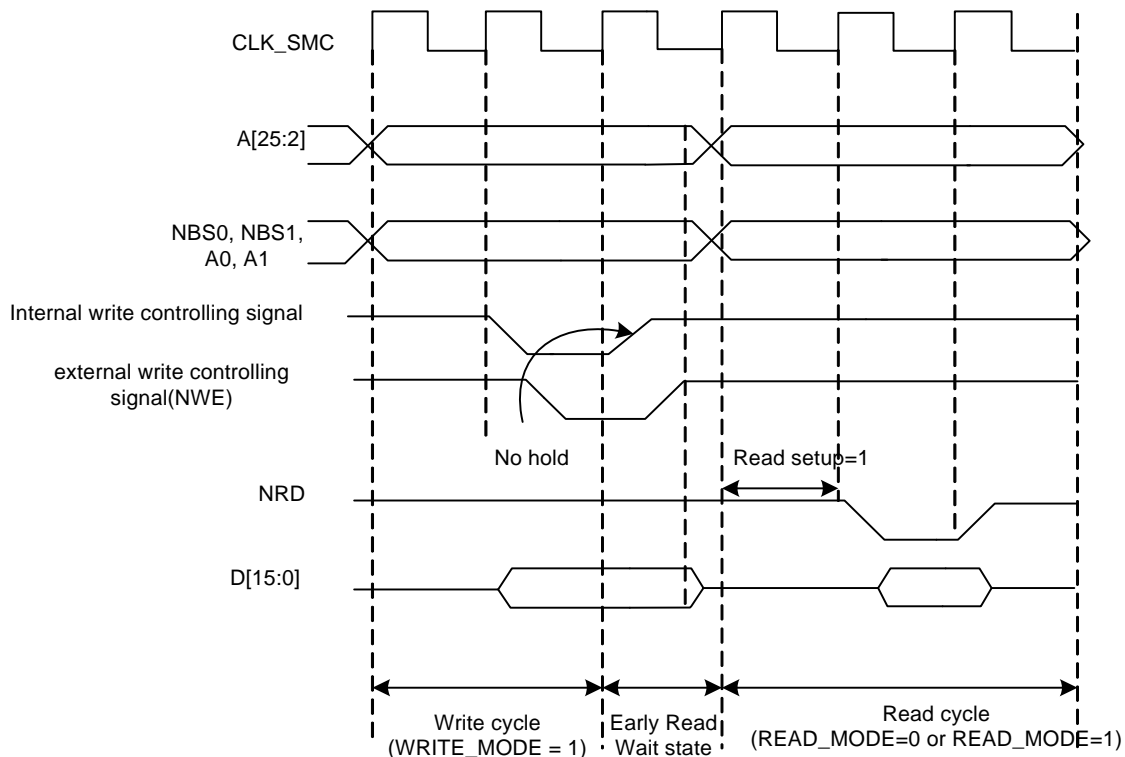 CLK_SMC
A[25:2]
NBS0, NBS1,
A0, A1
Internal write controlling signal
external write controlling
signal(NWE)
No hold
Read setup=1
NRD
D[15:0]
Write cycle
(WRITE_MODE = 1)
Early Read
Wait state
Read cycle
(READ_MODE=0 or READ_MODE=1)